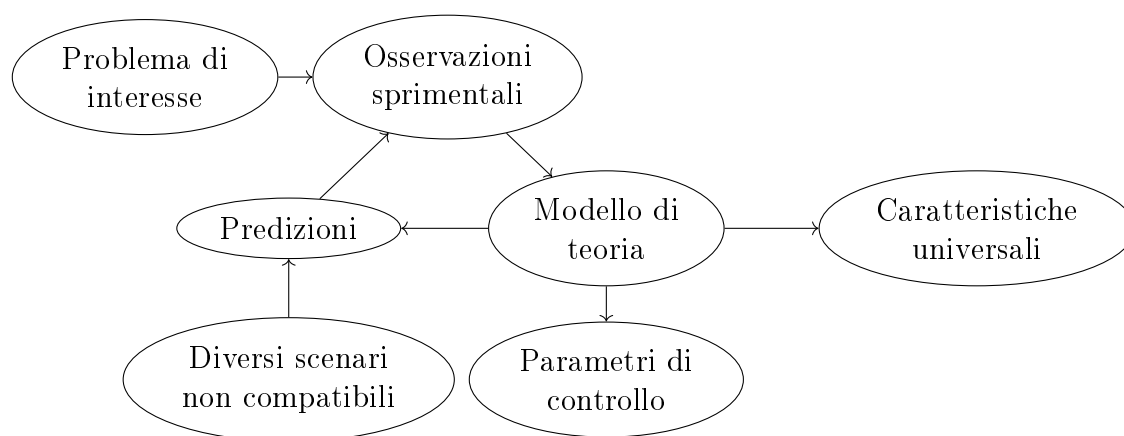 Problema di
interesse
Osservazioni
sprimentali
Predizioni
Modello di
teoria
Caratteristiche
universali
Diversi scenari
non compatibili
Parametri di
controllo